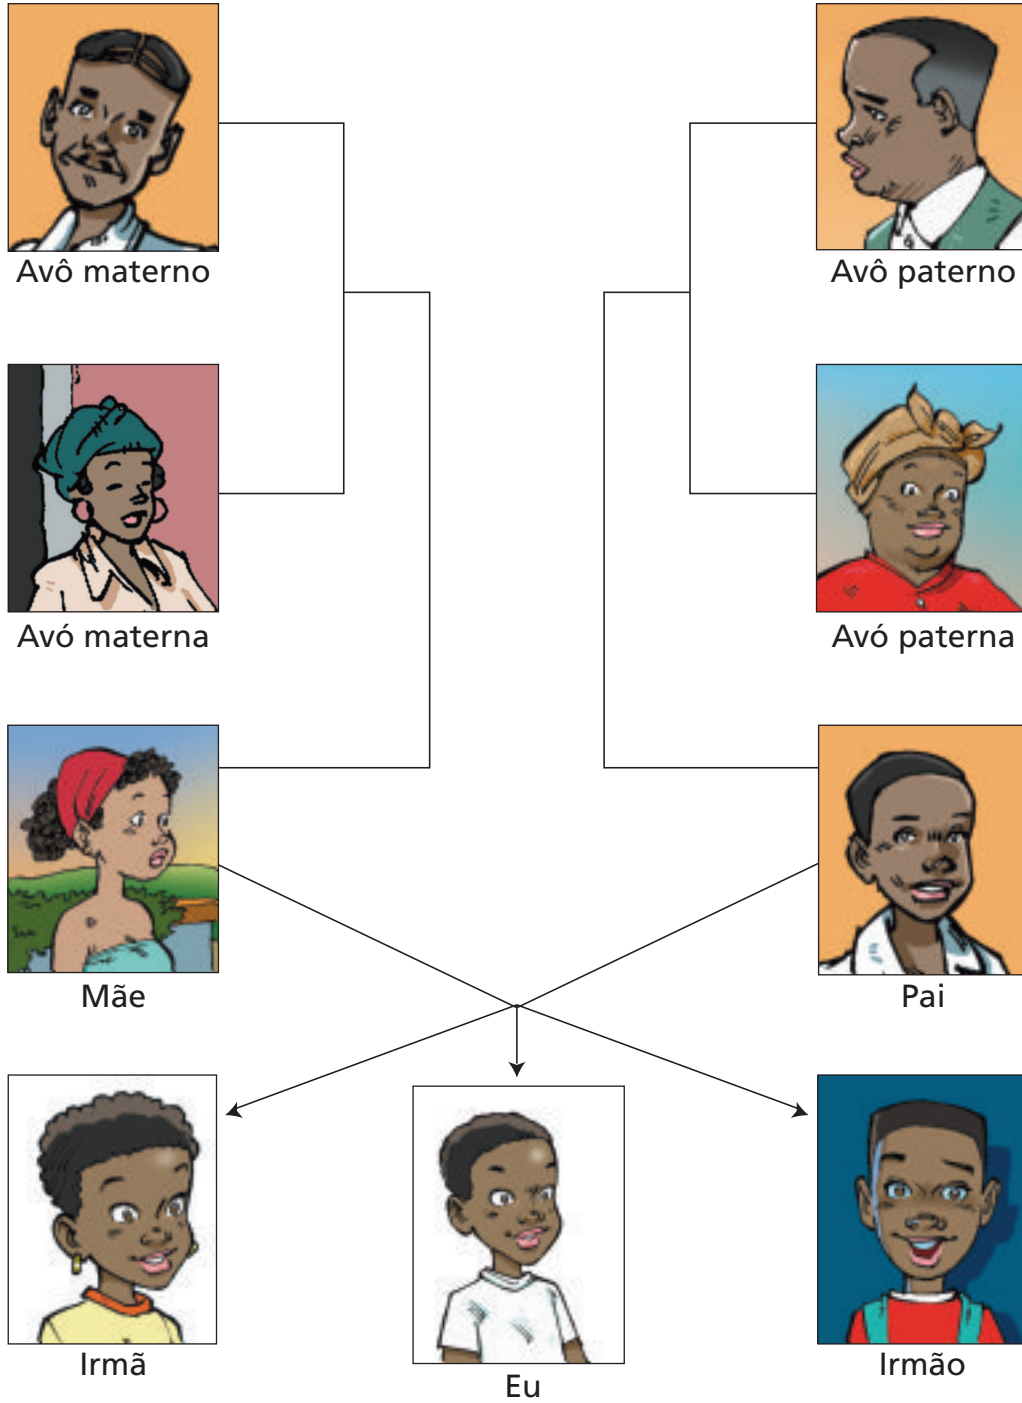 Avô materno
Avô paterno
Avó materna
Avó paterna
Mãe
Pai
Irmã
Eu
Irmão